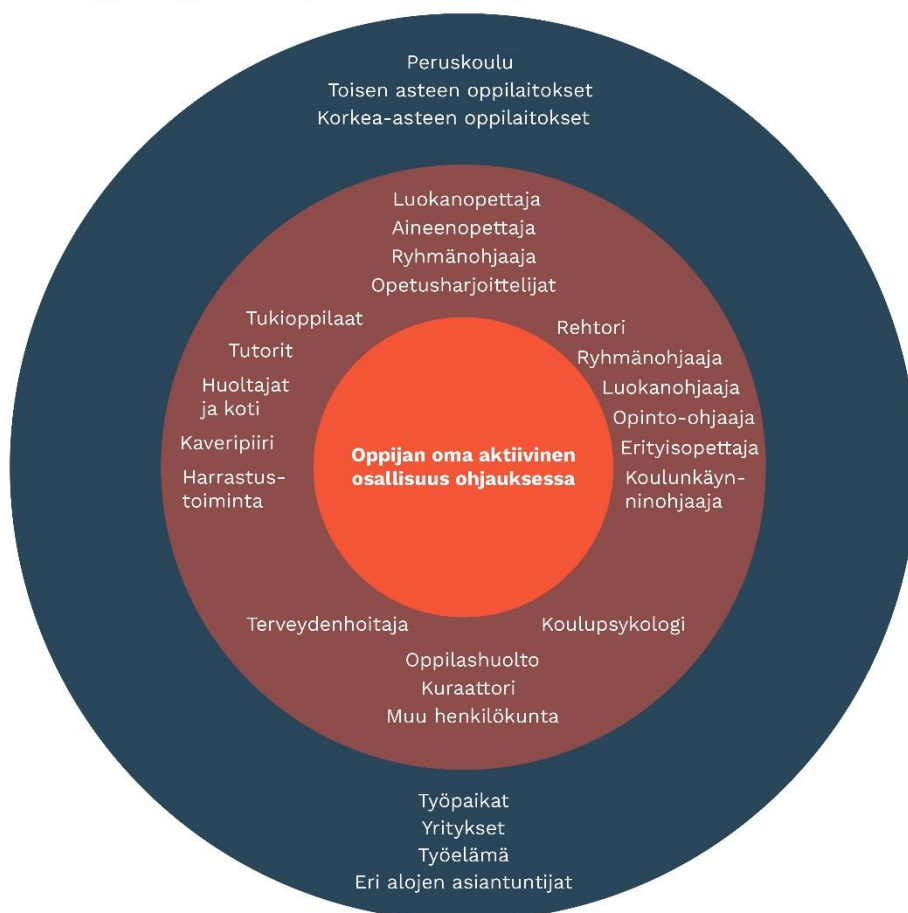 Peruskoulu
Toisen asteen oppilaitokset
Korkea-asteen oppilaitokset
Luokanopettaja
Aineenopettaja
Ryhmänohjaaja
Opetusharjoittelijat
Tukioppilaat
Tutorit
Huoltajat
ja koti
Kaveripiiri
Harrastus-
toiminta
Rehtori
Ryhmänohjaaja
Luokanohjaaja
Opinto-ohjaaja
Erityisopettaja
Koulunkäyn-
ninohjaaja
Oppijan oma aktiivinen
osallisuus ohjauksessa
Terveydenhoitaja
Koulupsykologi
Oppilashuolto
Kuraattori
Muu henkilökunta
Työpaikat
Yritykset
Työelämä
Eri alojen asiantuntijat